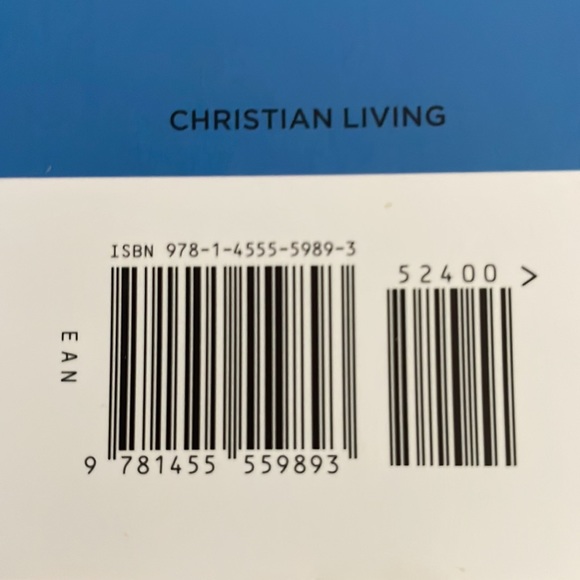 CHRISTIAN LIVING
ISBN 978-1-4555-5989-3
52400 >
EAN
9 781455 559893